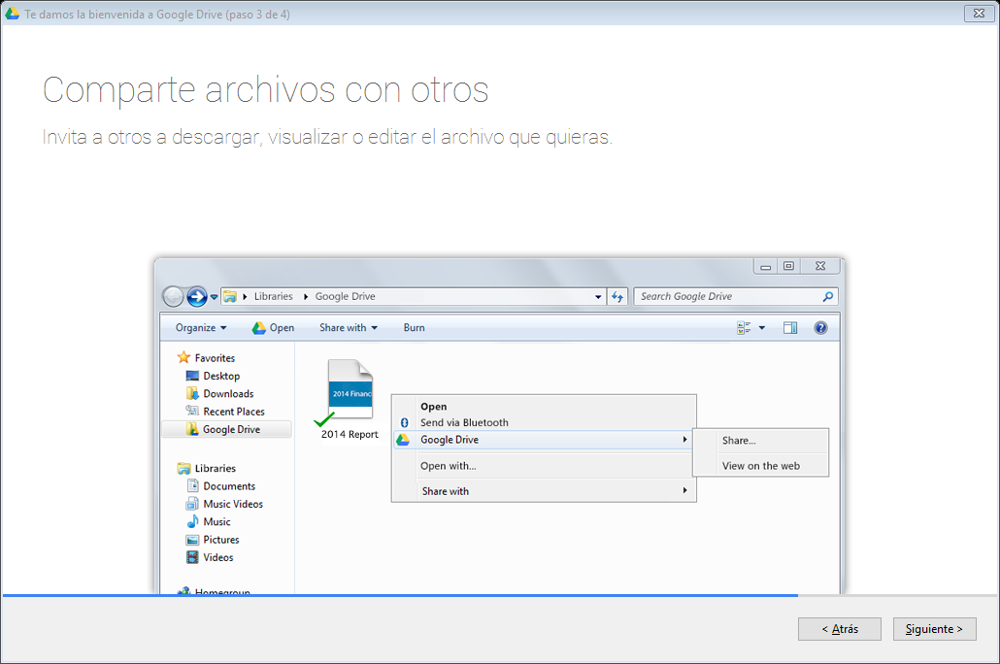 Te damos la bienvenida a Google Drive (paso 3 de 4)
Comparte archivos con otros
Invita a otros a descargar, visualizar o editar el archivo que quieras.
Libraries Google Drive Search Google Drive
Organize Open Share with Burn
Favorites
Desktop
Downloads
Recent Places
Google Drive
Libraries
Documents
Music Videos
Music
Pictures
Videos
Homegroup
2014 Financ
2014 Report
Open
Send via Bluetooth
Google Drive
Open with...
Share with
Share...
View on the web
< Atrás Siguiente >